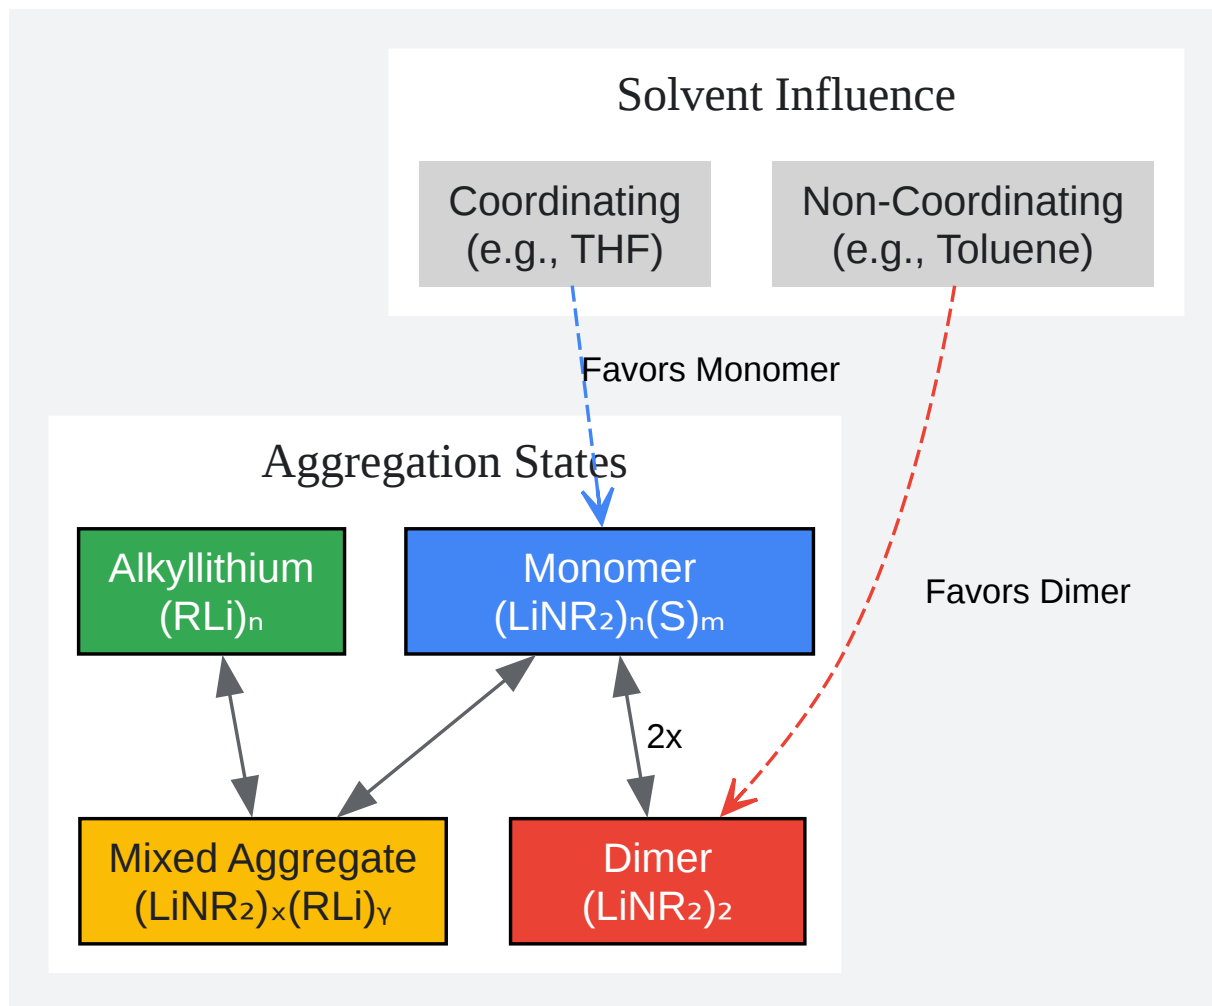 Solvent Influence
Coordinating
(e.g., THF)
Non-Coordinating
(e.g., Toluene)
Favors Monomer
Aggregation States
Alkyllithium
(RLi)ₙ
Monomer
(LiNR₂)ₙ(S)ₘ
Favors Dimer
2x
Mixed Aggregate
(LiNR₂)ₓ(RLi)ᵧ
Dimer
(LiNR₂)₂